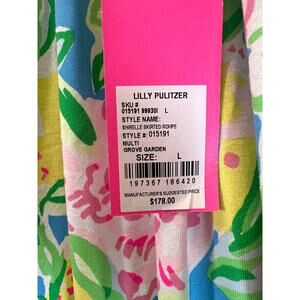 LILLY PULITZER
SKU #
015191 99930I L
STYLE NAME:
SHIRELLE SKIRTED ROMPE
STYLE #: 015191
MULTI
GROVE GARDEN
SIZE: L
197367 186420
MANUFACTURER'S SUGGESTED PRICE
$178.00